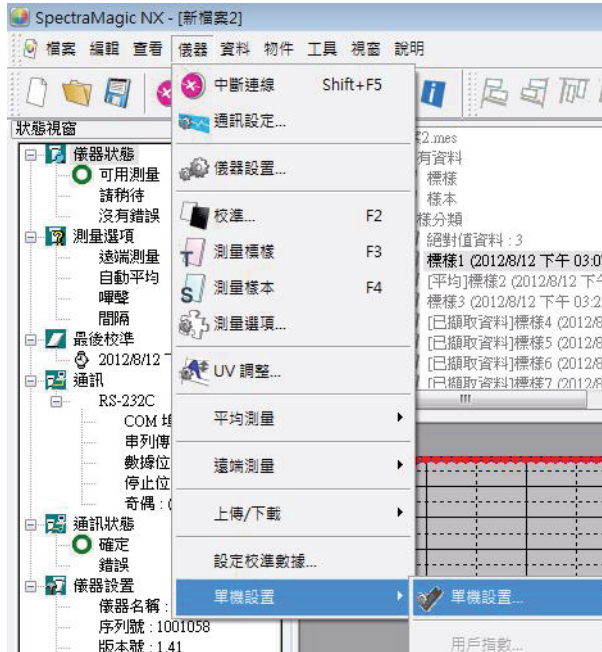 SpectraMagic NX - [新檔案2]
檔案 編輯 查看 儀器 資料 物件 工具 視窗 說明
狀態視窗
儀器狀態
可用測量
請稍待
沒有錯誤
測量選項
遠端測量
自動平均
嗶聲
間隔
最後校準
2012/8/12
通訊
RS-232C
COM 埠
串列傳
數據位
停止位
奇偶 : (
通訊狀態
確定
錯誤
儀器設置
儀器名稱 :
序列號 : 1001058
版本號 : 1.41
中斷連線 Shift+F5
通訊設定...
儀器設置...
校準... F2
測量標樣 F3
測量樣本 F4
測量選項...
UV 調整...
平均測量
遠端測量
上傳/下載
設定校準數據...
單機設置
單機設置...
用戶指數...
2.mes
有資料
標樣
樣本
樣分類
絕對值資料 : 3
標樣1 (2012/8/12 下午 03:0
[平均]標樣2 (2012/8/12 下午
標樣3 (2012/8/12 下午 03:2
[已擷取資料]標樣4 (2012/8
[已擷取資料]標樣5 (2012/8
[已擷取資料]標樣6 (2012/8
[已擷取資料]標樣7 (2012/8